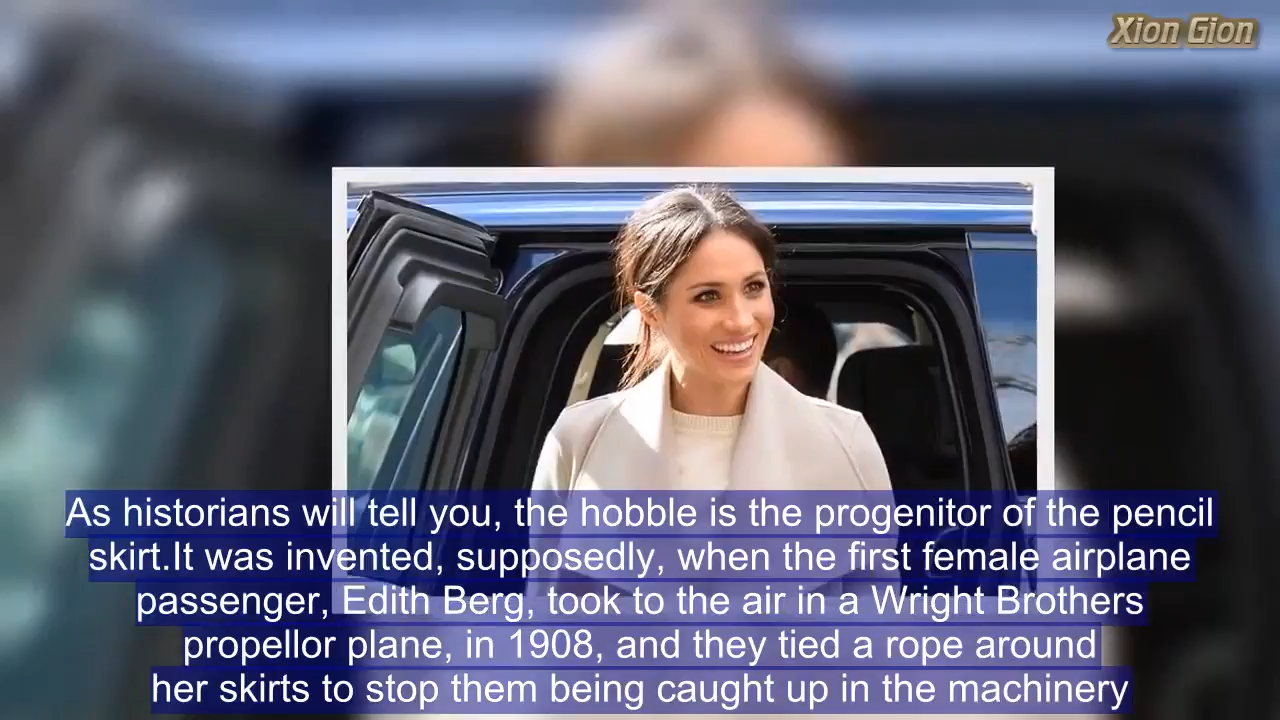 Xion Gion
As historians will tell you, the hobble is the progenitor of the pencil
skirt.It was invented, supposedly, when the first female airplane
passenger, Edith Berg, took to the air in a Wright Brothers
propellor plane, in 1908, and they tied a rope around
her skirts to stop them being caught up in the machinery